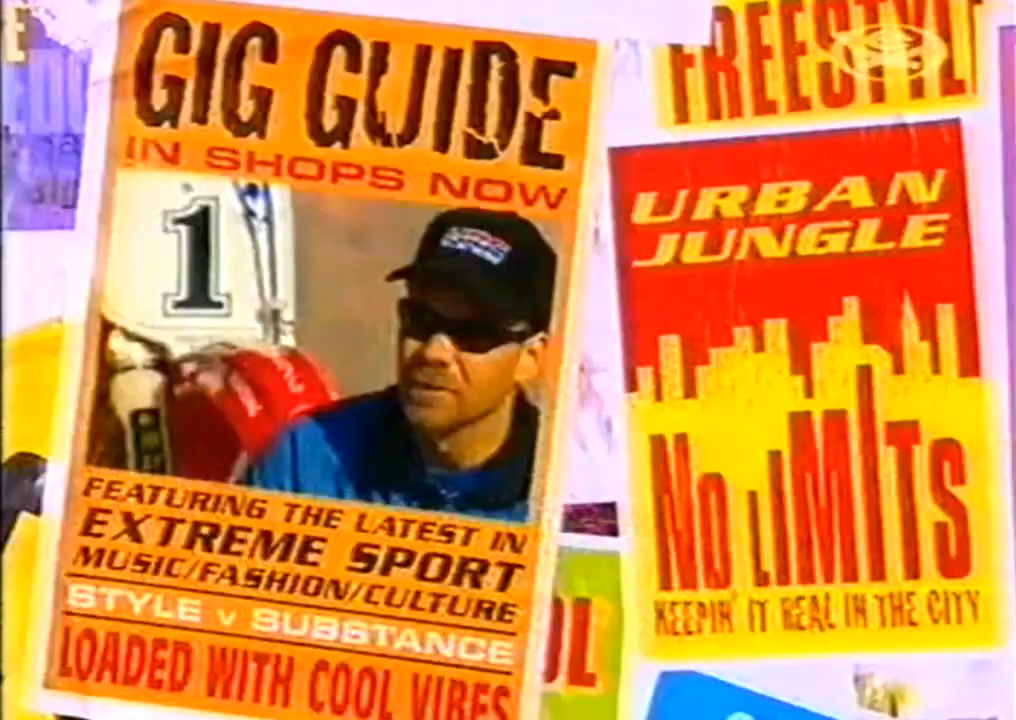 GIG GUIDE
IN SHOPS NOW
1
FEATURING THE LATEST IN
EXTREME SPORT
MUSIC/FASHION/CULTURE
STYLE v SUBSTANCE
LOADED WITH COOL VIBES
FREESTYLE
URBAN
JUNGLE
NO LIMITS
KEEPIN' IT REAL IN THE CITY
OL